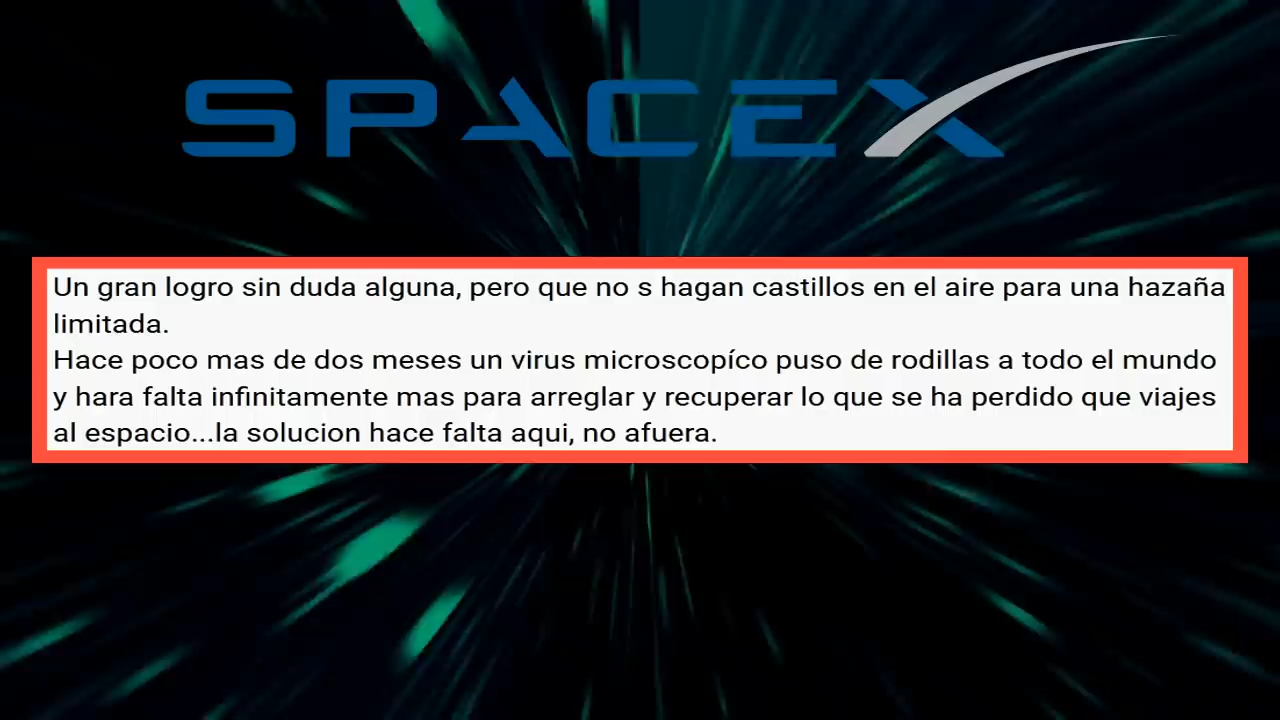 SPACEX
Un gran logro sin duda alguna, pero que no s hagan castillos en el aire para una hazaña
limitada.
Hace poco mas de dos meses un virus microscopíco puso de rodillas a todo el mundo
y hara falta infinitamente mas para arreglar y recuperar lo que se ha perdido que viajes
al espacio...la solucion hace falta aqui, no afuera.